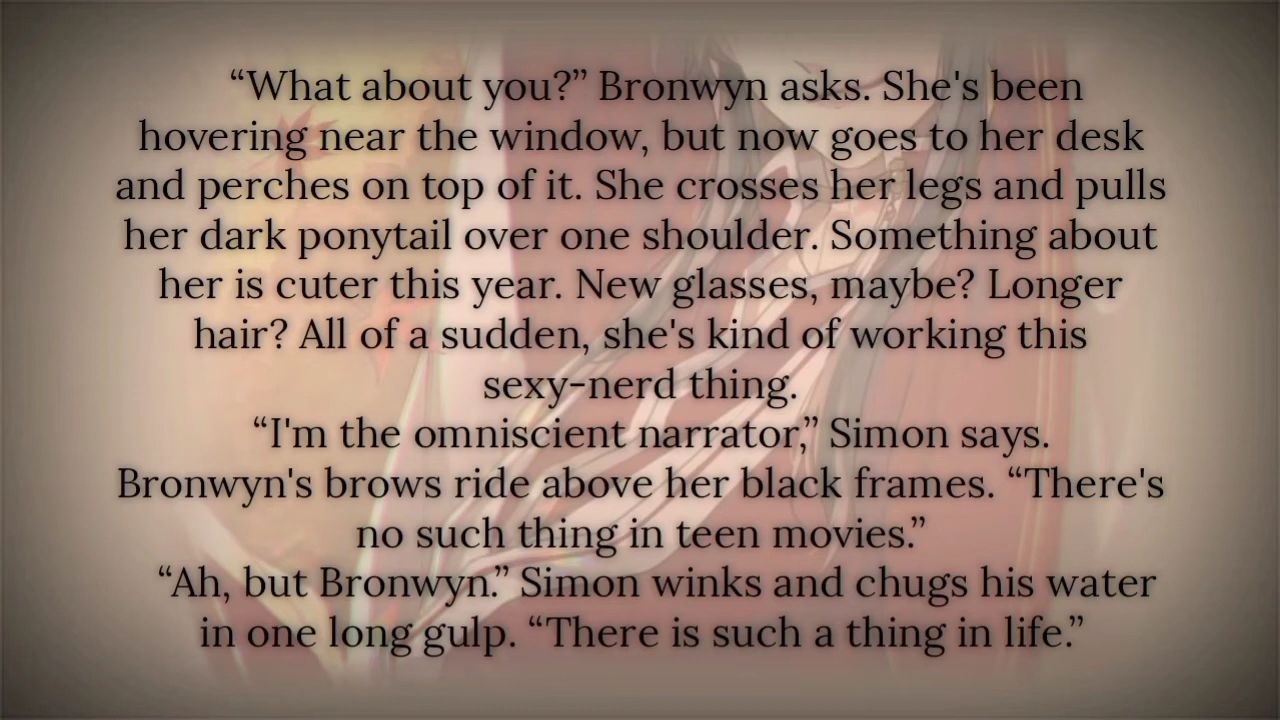 “What about you?” Bronwyn asks. She's been
hovering near the window, but now goes to her desk
and perches on top of it. She crosses her legs and pulls
her dark ponytail over one shoulder. Something about
her is cuter this year. New glasses, maybe? Longer
hair? All of a sudden, she's kind of working this
sexy-nerd thing.
“I'm the omniscient narrator,” Simon says.
Bronwyn's brows ride above her black frames. “There's
no such thing in teen movies.”
“Ah, but Bronwyn.” Simon winks and chugs his water
in one long gulp. “There is such a thing in life.”